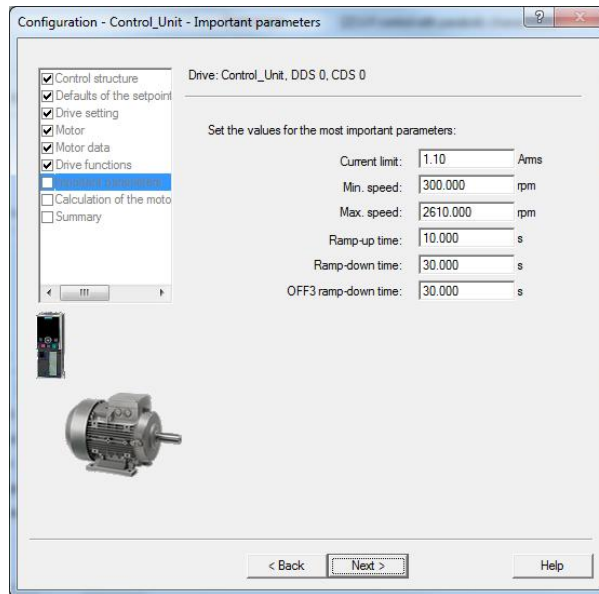 Configuration - Control_Unit - Important parameters
Drive: Control_Unit, DDS 0, CDS 0
Control structure
Defaults of the setpoint
Drive setting
Motor
Motor data
Drive functions
Important parameters
Calculation of the moto
Summary
Set the values for the most important parameters:
Current limit: 1.10 Arms
Min. speed: 300.000 rpm
Max. speed: 2610.000 rpm
Ramp-up time: 10.000 s
Ramp-down time: 30.000 s
OFF3 ramp-down time: 30.000 s
< Back
Next >
Help